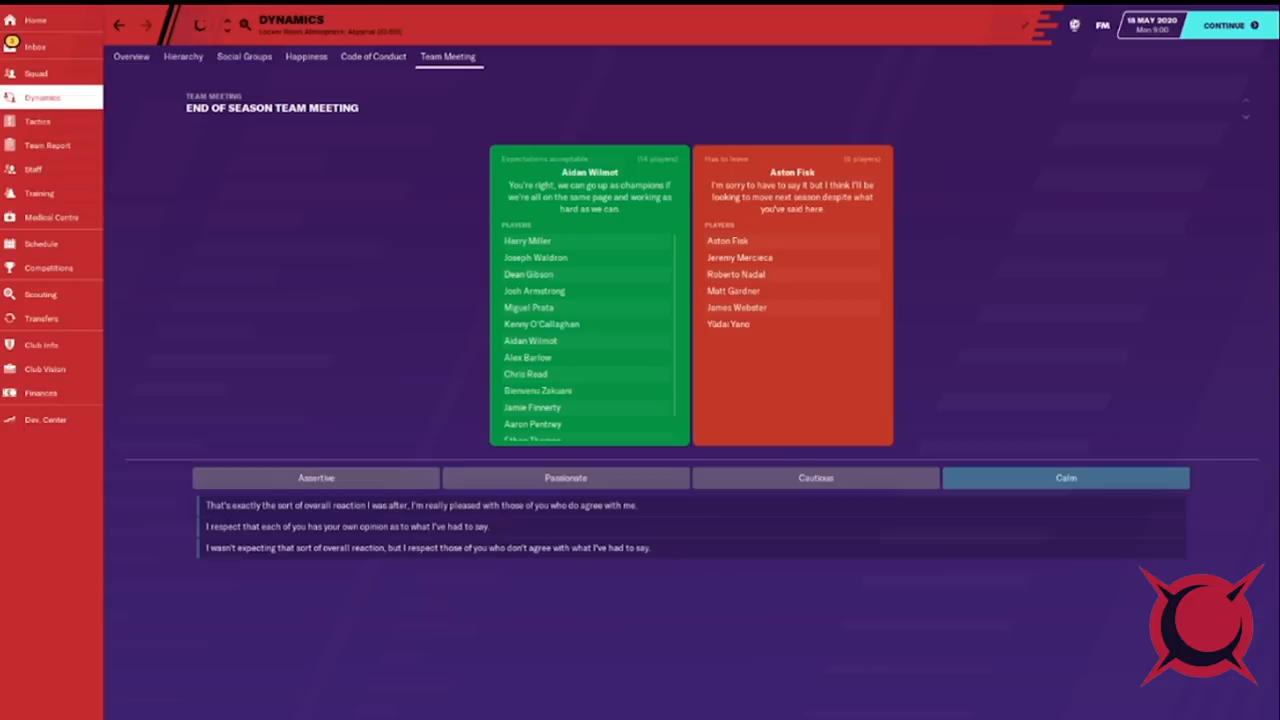 Home
Inbox
Squad
Dynamics
Tactics
Team Report
Staff
Training
Medical Centre
Schedule
Competitions
Scouting
Transfers
Club Info
Club Vision
Finances
Dev. Center
DYNAMICS
Locker Room Atmosphere: Abysmal
FM
18 MAY 2020
Mon 9:00
CONTINUE
Overview
Hierarchy
Social Groups
Happiness
Code of Conduct
Team Meeting
TEAM MEETING
END OF SEASON TEAM MEETING
Expectations acceptable
(14 players)
Aidan Wilmot
You're right, we can go up as champions if
we're all on the same page and working as
hard as we can.
PLAYERS
Harry Miller
Joseph Waldron
Dean Gibson
Josh Armstrong
Miguel Prata
Kenny O'Callaghan
Aidan Wilmot
Alex Barlow
Chris Read
Bienvenu Zakuani
Jamie Finnerty
Aaron Pentney
Has to leave
(6 players)
Aston Fisk
I'm sorry to have to say it but I think I'll be
looking to move next season despite what
you've said here.
PLAYERS
Aston Fisk
Jeremy Mercieca
Roberto Nadal
Matt Gardner
James Webster
Yūdai Yano
Assertive
Passionate
Cautious
Calm
That's exactly the sort of overall reaction I was after, I'm really pleased with those of you who do agree with me.
I respect that each of you has your own opinion as to what I've had to say.
I wasn't expecting that sort of overall reaction, but I respect those of you who don't agree with what I've had to say.